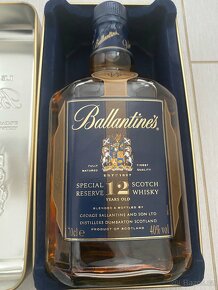 Ballantine's
FULLY MATURED
FINEST QUALITY
ESTD 1827
SPECIAL RESERVE
12
YEARS OLD
SCOTCH WHISKY
BLENDED & BOTTLED BY
GEORGE BALLANTINE AND SON LTD
DISTILLERS DUMBARTON SCOTLAND
PRODUCT OF SCOTLAND
70cl e
40%vol